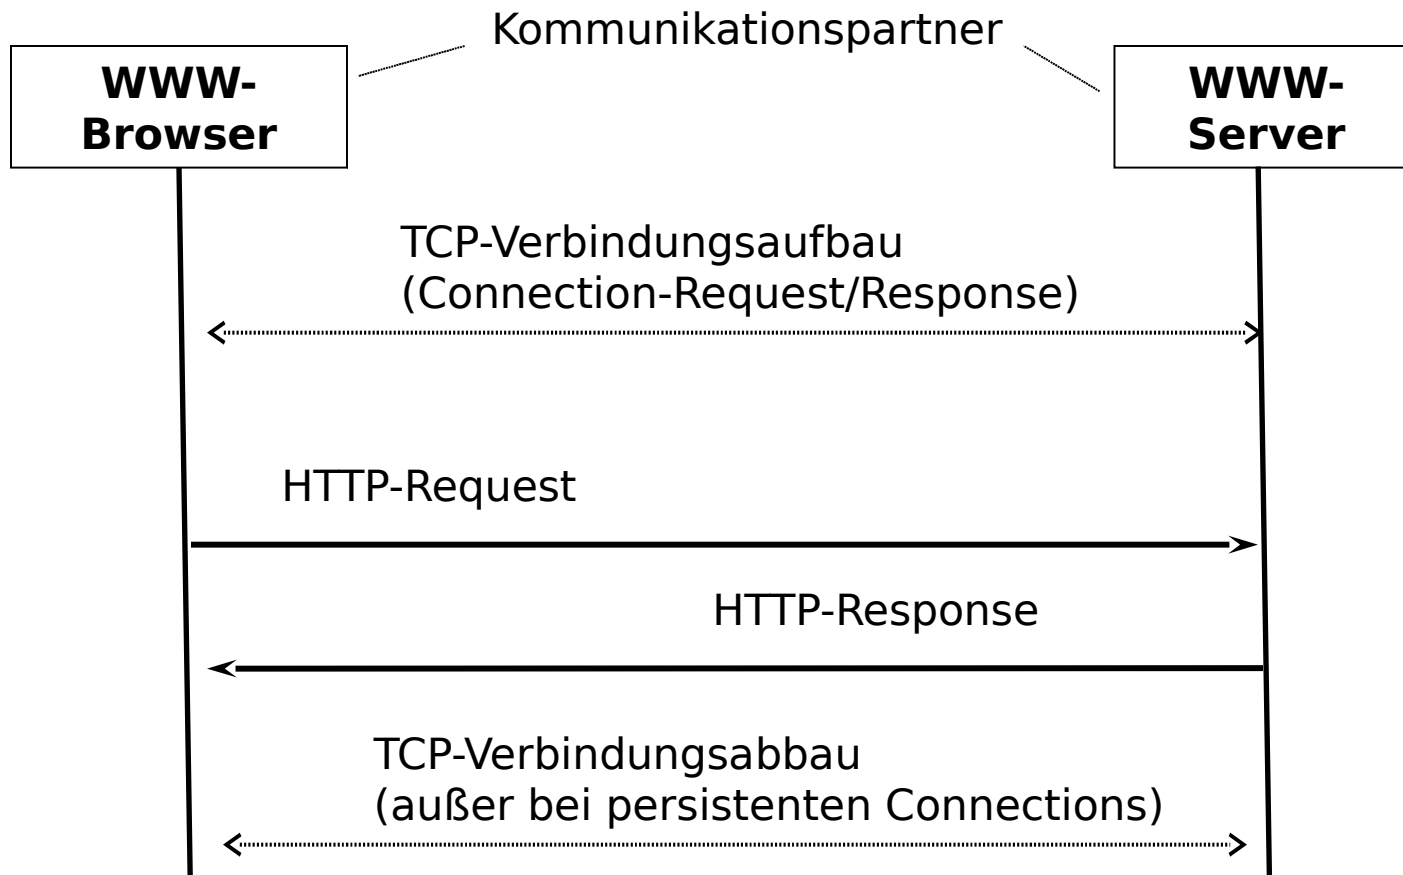 Kommunikationspartner
WWW-
Browser
WWW-
Server
TCP-Verbindungsaufbau
(Connection-Request/Response)
HTTP-Request
HTTP-Response
TCP-Verbindungsabbau
(außer bei persistenten Connections)